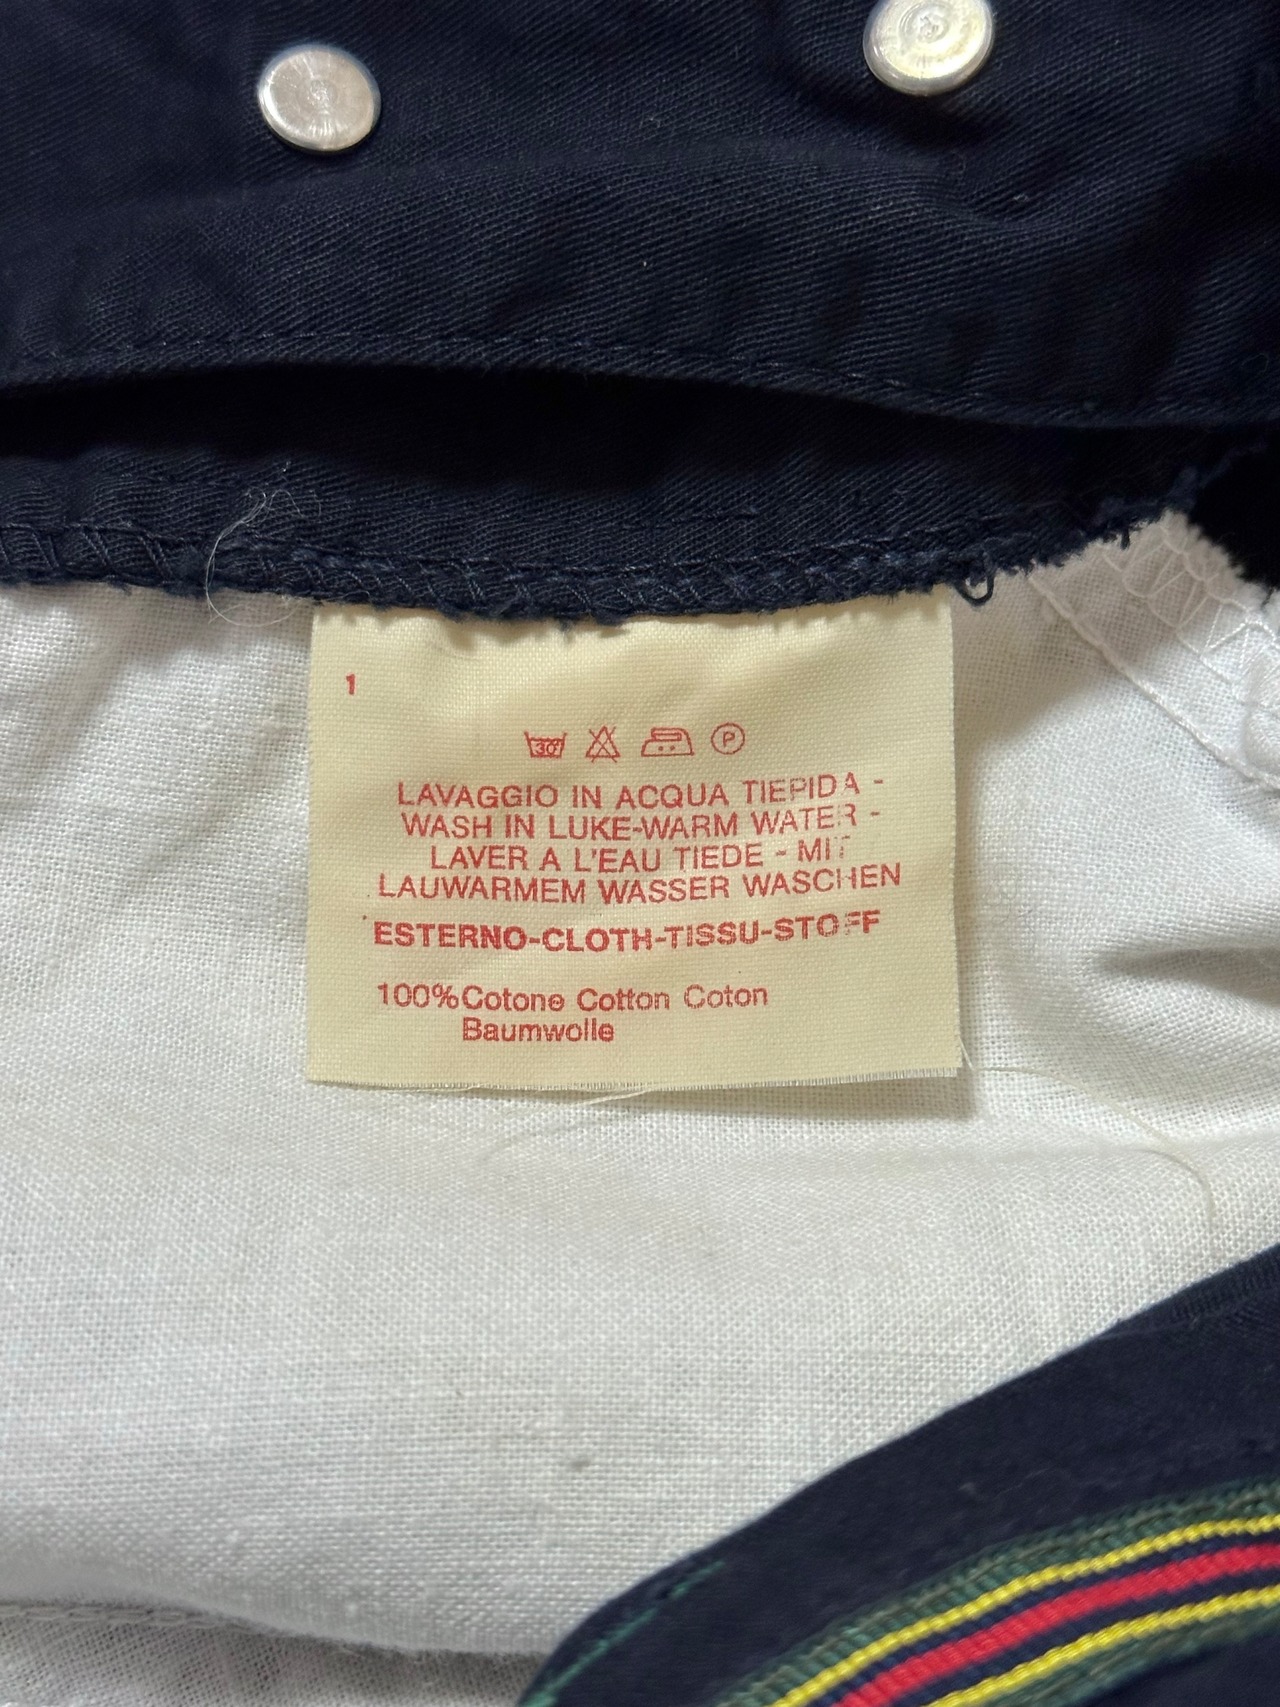 1
30° P
LAVAGGIO IN ACQUA TIEPIDA -
WASH IN LUKE-WARM WATER -
LAVER A L'EAU TIEDE - MIT
LAUWARMEM WASSER WASCHEN
ESTERNO-CLOTH-TISSU-STOFF
100% Cotone Cotton Coton
Baumwolle